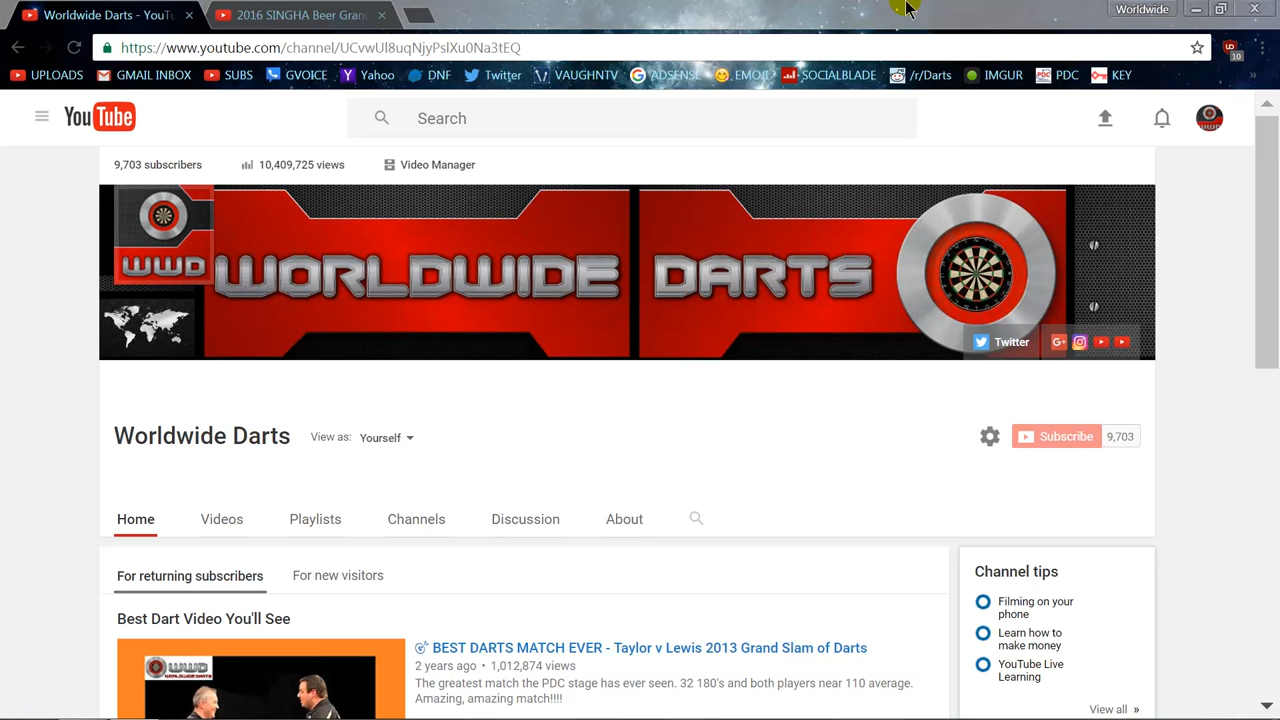 Worldwide Darts - YouTu
2016 SINGHA Beer Gran
Worldwide
https://www.youtube.com/channel/UCvwUl8uqNjyPslXu0Na3tEQ
UPLOADS GMAIL INBOX SUBS GVOICE Yahoo DNF Twitter VAUGHNTV ADSENSE EMOJI SOCIALBLADE /r/Darts IMGUR PDC KEY
YouTube
Search
9,703 subscribers 10,409,725 views Video Manager
WWD
WORLDWIDE DARTS
Twitter
Worldwide Darts View as: Yourself
Subscribe 9,703
Home Videos Playlists Channels Discussion About
For returning subscribers For new visitors
Best Dart Video You'll See
WWD
WORLDWIDE DARTS
BEST DARTS MATCH EVER - Taylor v Lewis 2013 Grand Slam of Darts
2 years ago • 1,012,874 views
The greatest match the PDC stage has ever seen. 32 180's and both players near 110 average.
Amazing, amazing match!!!!
Channel tips
Filming on your
phone
Learn how to
make money
YouTube Live
Learning
View all »